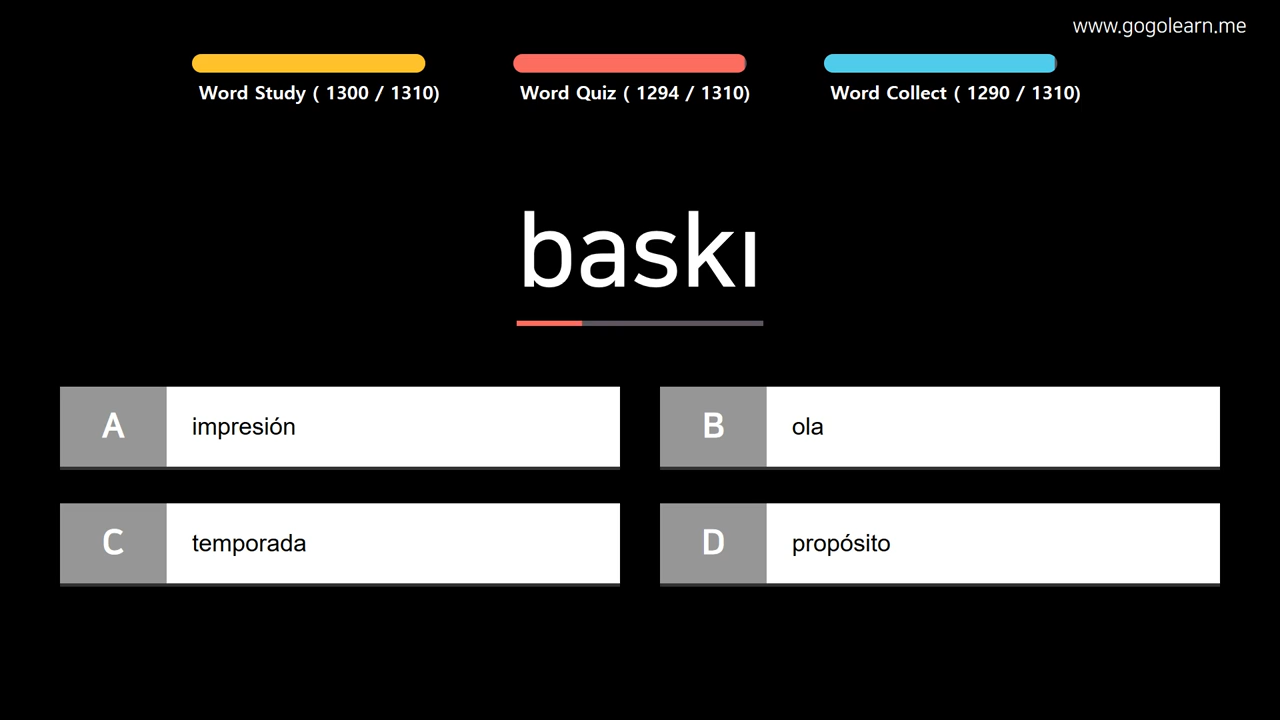 www.gogolearn.me
Word Study ( 1300 / 1310)
Word Quiz ( 1294 / 1310)
Word Collect ( 1290 / 1310)
baskı
A impresión
B ola
C temporada
D propósito